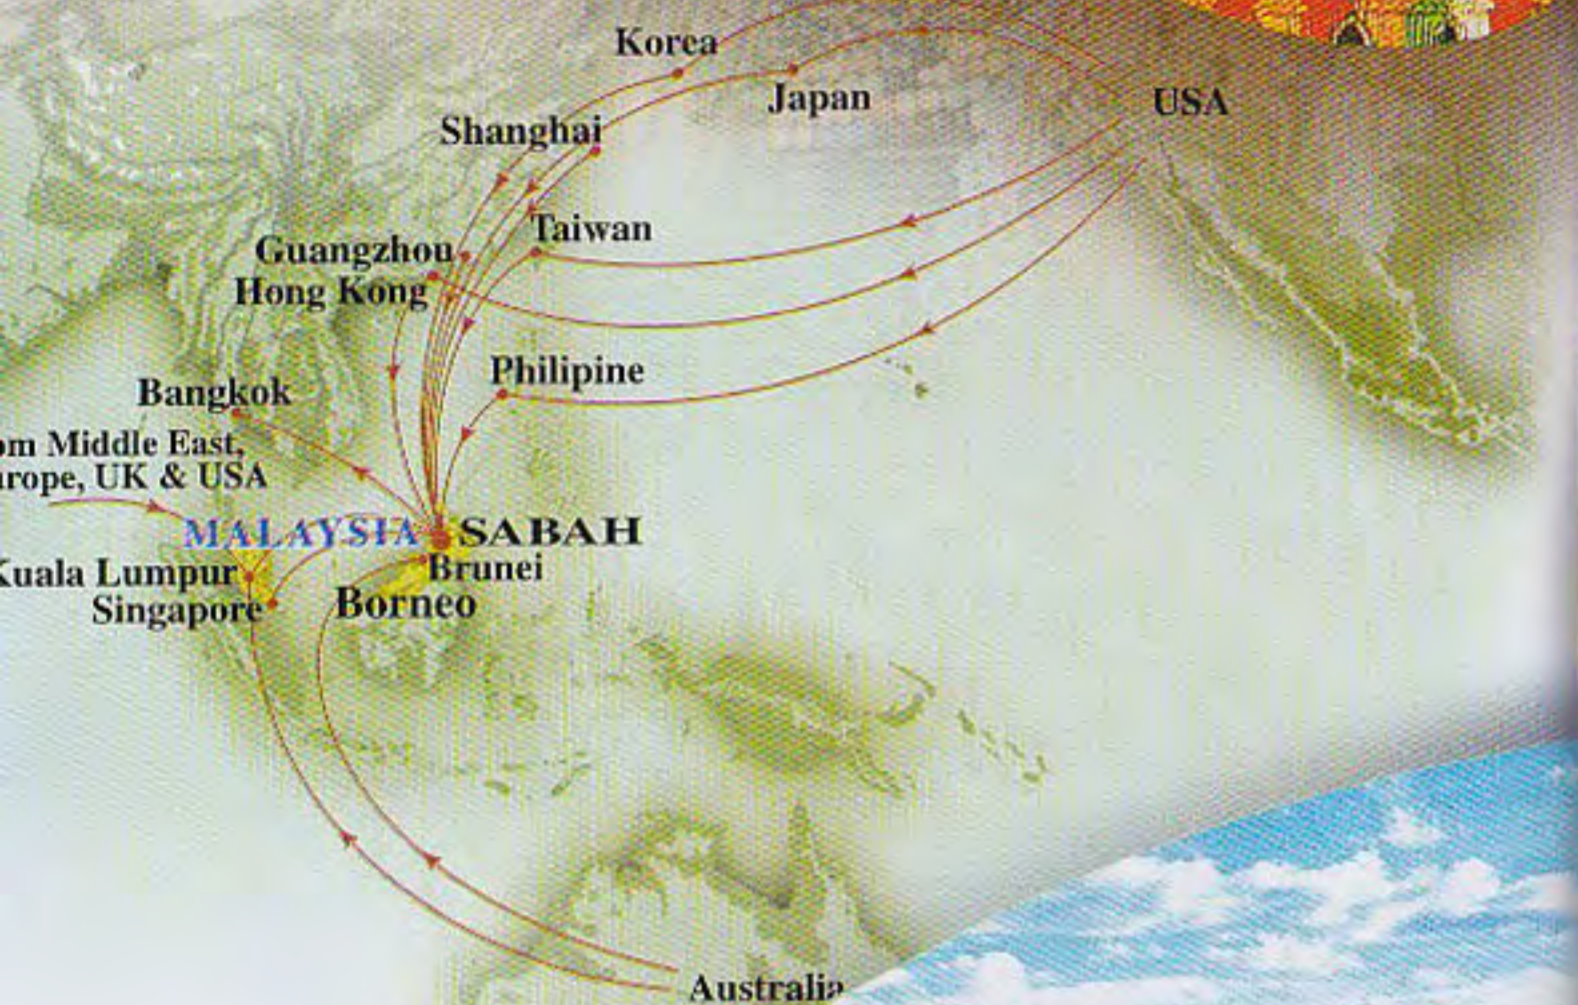 Korea
Japan
USA
Shanghai
Taiwan
Guangzhou
Hong Kong
Philipine
Bangkok
om Middle East,
urope, UK & USA
MALAYSIA
SABAH
Kuala Lumpur
Brunei
Singapore
Borneo
Australia